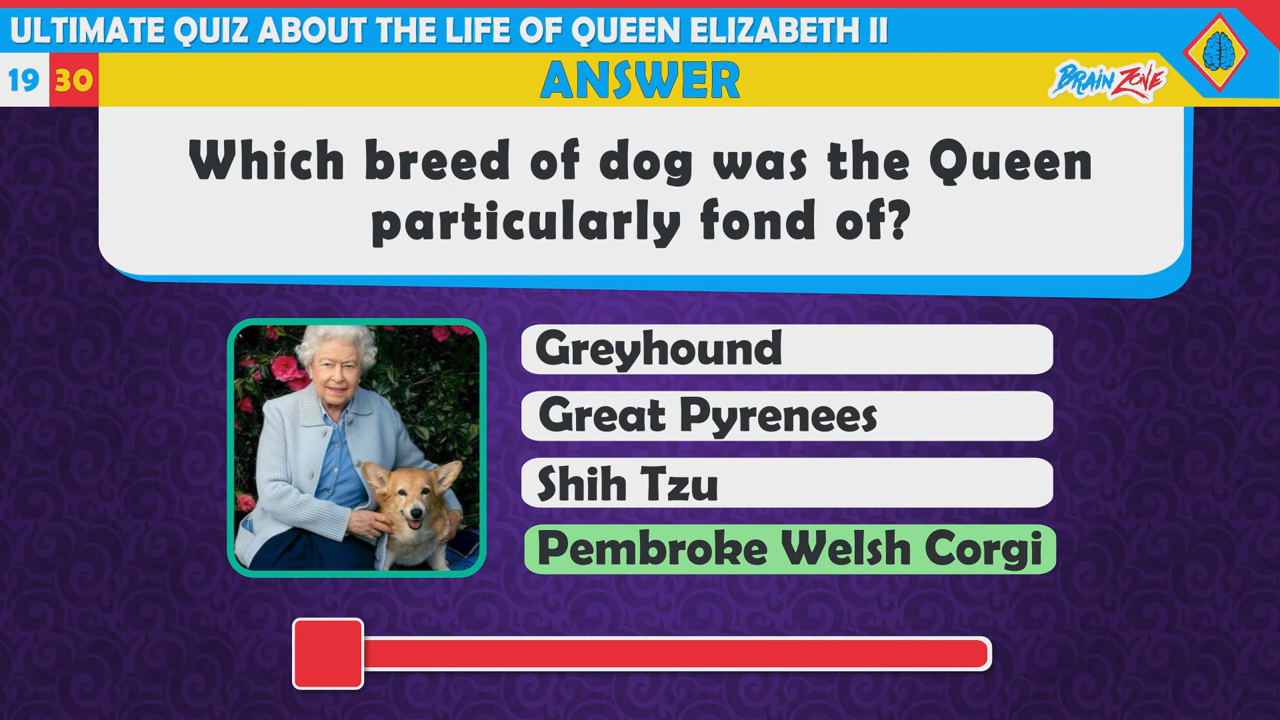 ULTIMATE QUIZ ABOUT THE LIFE OF QUEEN ELIZABETH II
19 30
ANSWER
BRAIN ZONE
Which breed of dog was the Queen
particularly fond of?
Greyhound
Great Pyrenees
Shih Tzu
Pembroke Welsh Corgi